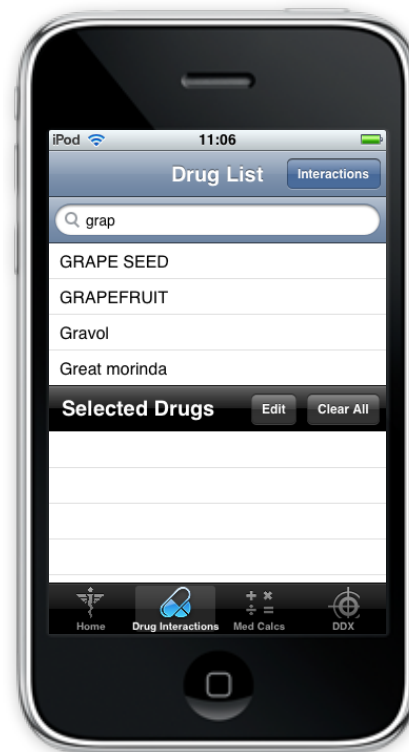 iPod 11:06
Drug List Interactions
grap
GRAPE SEED
GRAPEFRUIT
Gravol
Great morinda
Selected Drugs Edit Clear All
Home Drug Interactions Med Calcs DDX